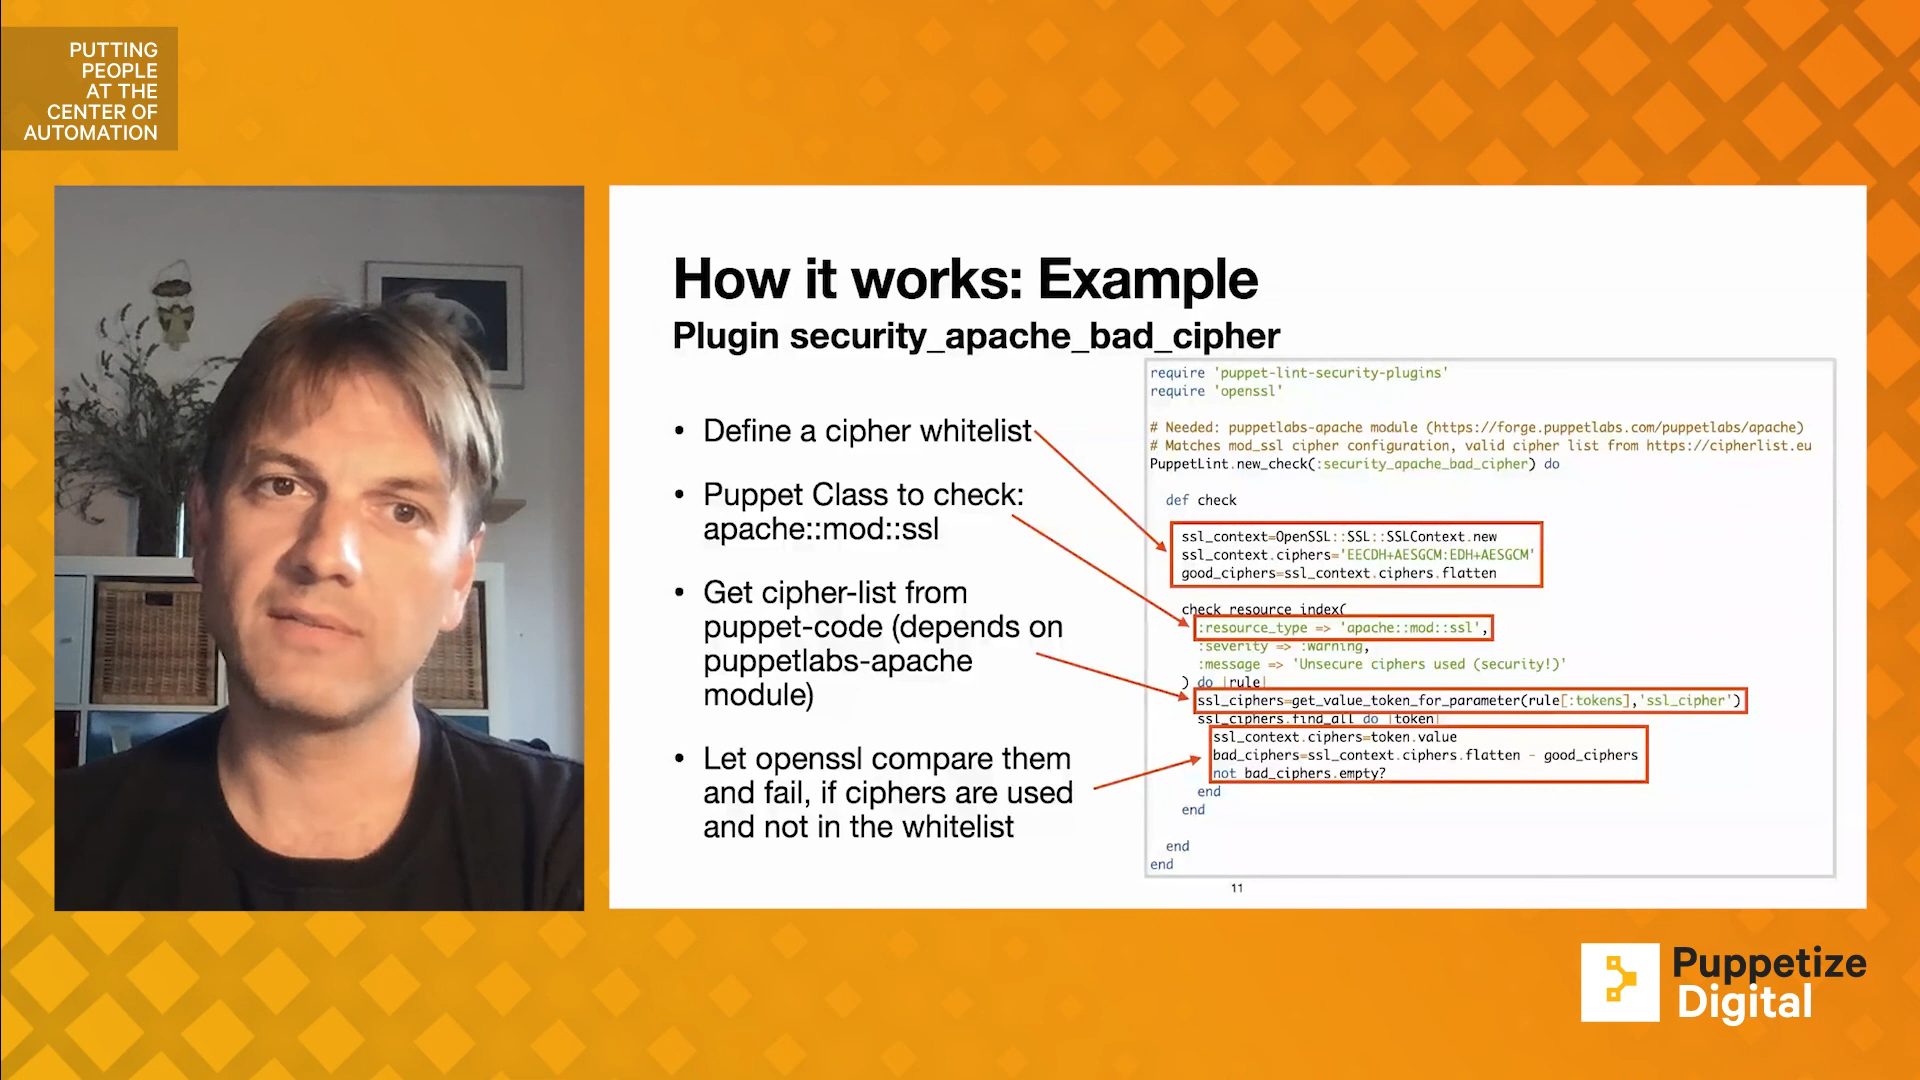 PUTTING
PEOPLE
AT THE
CENTER OF
AUTOMATION
How it works: Example
Plugin security_apache_bad_cipher
• Define a cipher whitelist
• Puppet Class to check:
apache::mod::ssl
• Get cipher-list from
puppet-code (depends on
puppetlabs-apache
module)
• Let openssl compare them
and fail, if ciphers are used
and not in the whitelist
require 'puppet-lint-security-plugins'
require 'openssl'
# Needed: puppetlabs-apache module (https://forge.puppetlabs.com/puppetlabs/apache)
# Matches mod_ssl cipher configuration, valid cipher list from https://cipherlist.eu
PuppetLint.new_check(:security_apache_bad_cipher) do
def check
ssl_context=OpenSSL::SSL::SSLContext.new
ssl_context.ciphers='EECDH+AESGCM:EDH+AESGCM'
good_ciphers=ssl_context.ciphers.flatten
check_resource_index(
:resource_type => 'apache::mod::ssl',
:severity => :warning,
:message => 'Unsecure ciphers used (security!)'
) do |rule|
ssl_ciphers=get_value_token_for_parameter(rule[:tokens],'ssl_cipher')
ssl_ciphers.find_all do |token|
ssl_context.ciphers=token.value
bad_ciphers=ssl_context.ciphers.flatten - good_ciphers
not bad_ciphers.empty?
end
end
end
end
11
Puppetize
Digital